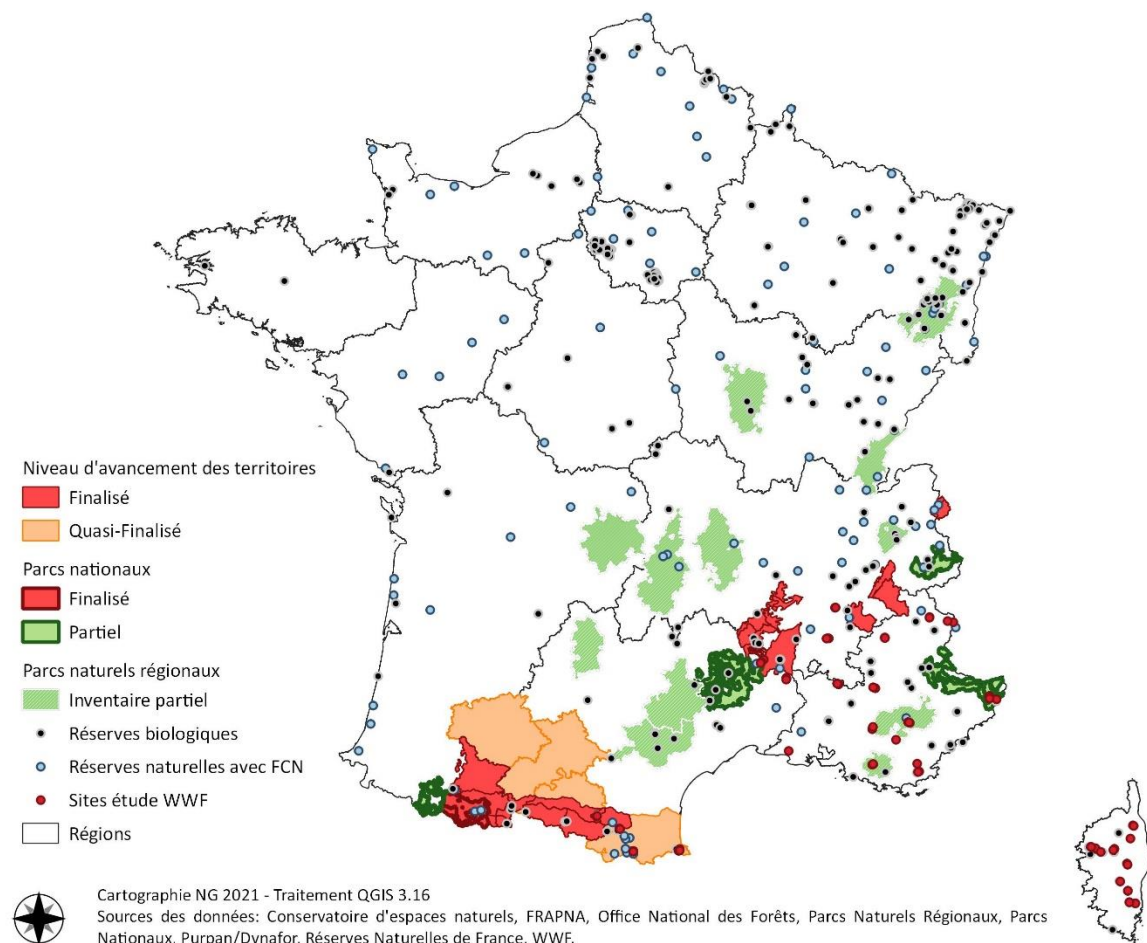 Niveau d'avancement des territoires
Finalisé
Quasi-Finalisé
Parcs nationaux
Finalisé
Partiel
Parcs naturels régionaux
Inventaire partiel
Réserves biologiques
Réserves naturelles avec FCN
Sites étude WWF
Régions
Cartographie NG 2021 - Traitement QGIS 3.16
Sources des données: Conservatoire d'espaces naturels, FRAPNA, Office National des Forêts, Parcs Naturels Régionaux, Parcs
Nationaux, Purpan/Dynafor, Réserves Naturelles de France, WWF.